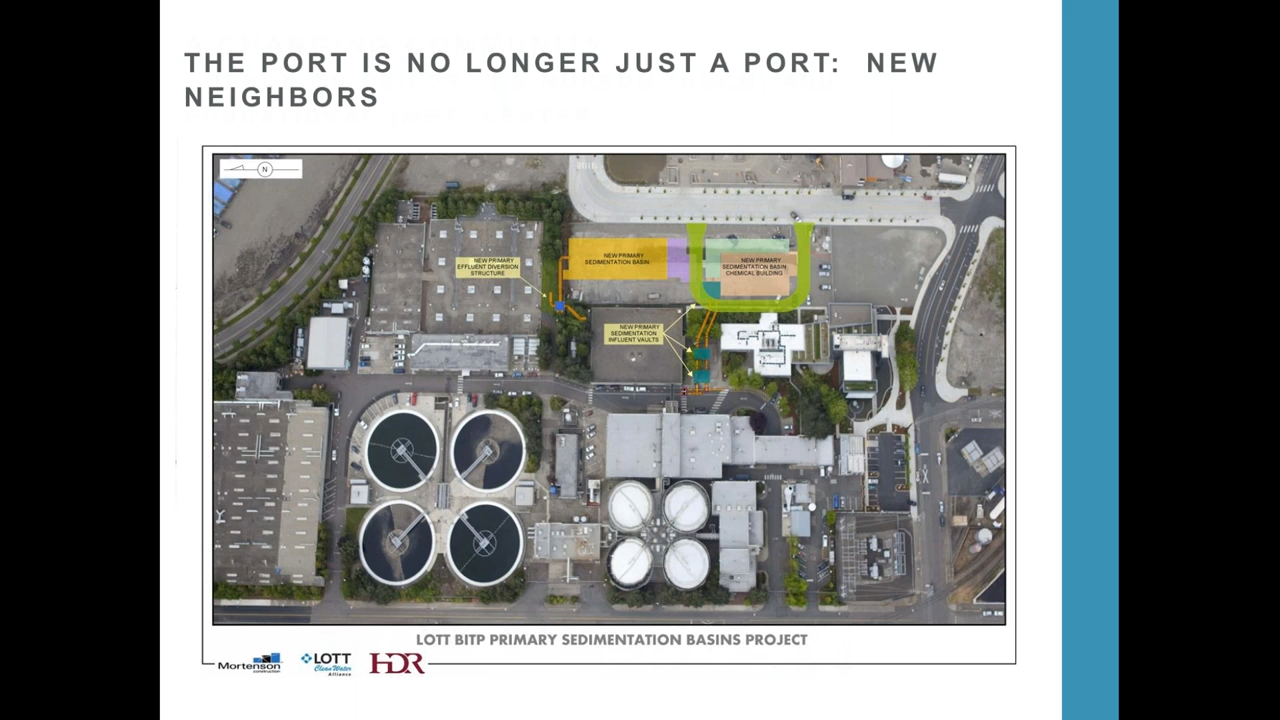 THE PORT IS NO LONGER JUST A PORT: NEW
NEIGHBORS
N
NEW PRIMARY
EFFLUENT DIVERSION
STRUCTURE
NEW PRIMARY
SEDIMENTATION BASIN
NEW PRIMARY
SEDIMENTATION BASIN
CHEMICAL BUILDING
NEW PRIMARY
SEDIMENTATION
INFLUENT VAULTS
LOTT BITP PRIMARY SEDIMENTATION BASINS PROJECT
Mortenson
construction
LOTT
Clean Water
Alliance
HDR